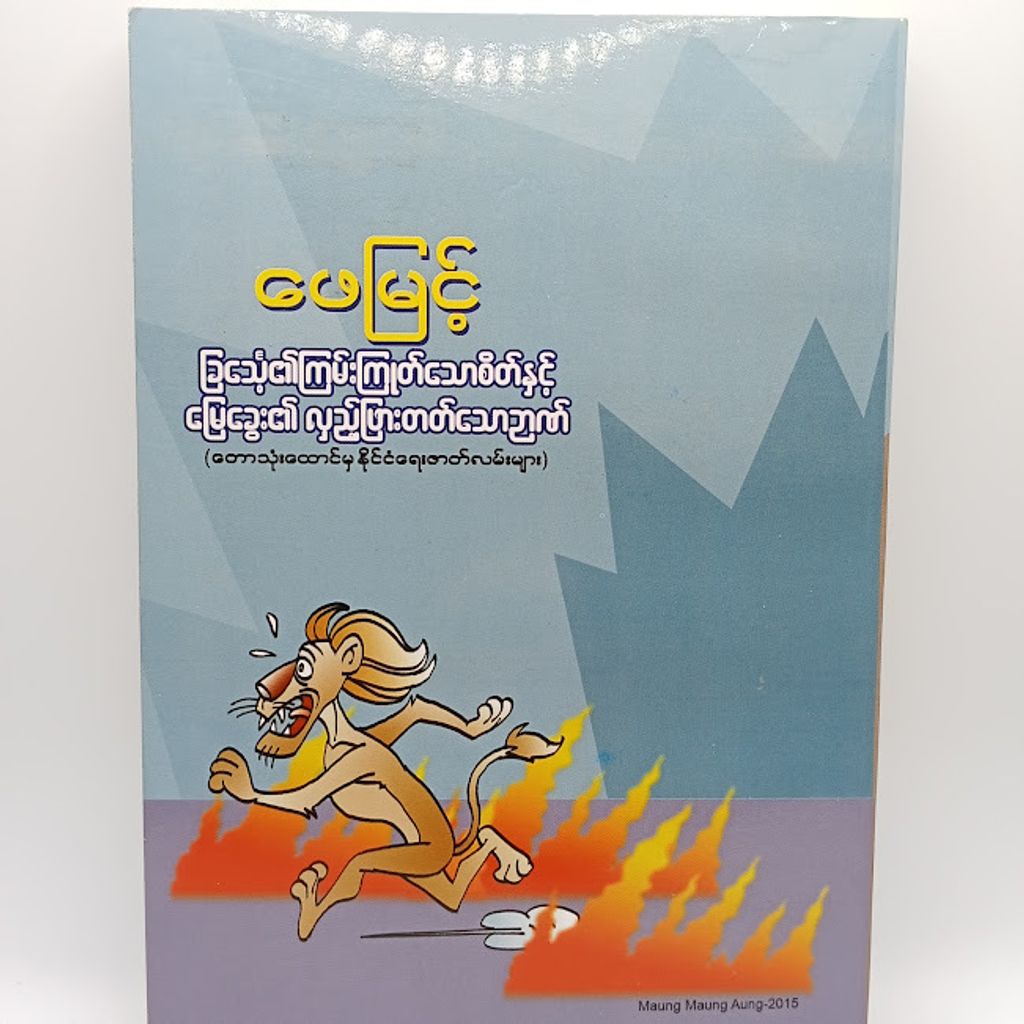 ဖေမြင့်
ခြင်္သေ့၏ကြမ်းကြုတ်သောစိတ်နှင့်
မြေခွေး၏ လှည့်ဖြားတတ်သောဉာဏ်
(တောသုံးထောင်မှ နိုင်ငံရေးဇာတ်လမ်းများ)
Maung Maung Aung-2015